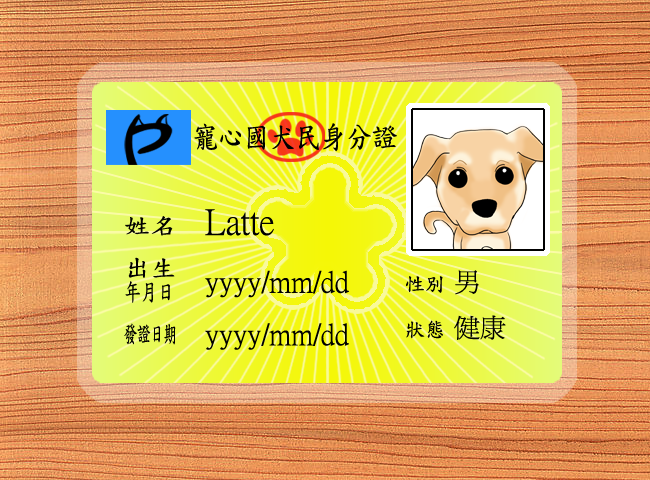 寵心國犬民身分證
姓名 Latte
出生
年月日 yyyy/mm/dd
性別 男
發證日期 yyyy/mm/dd
狀態 健康